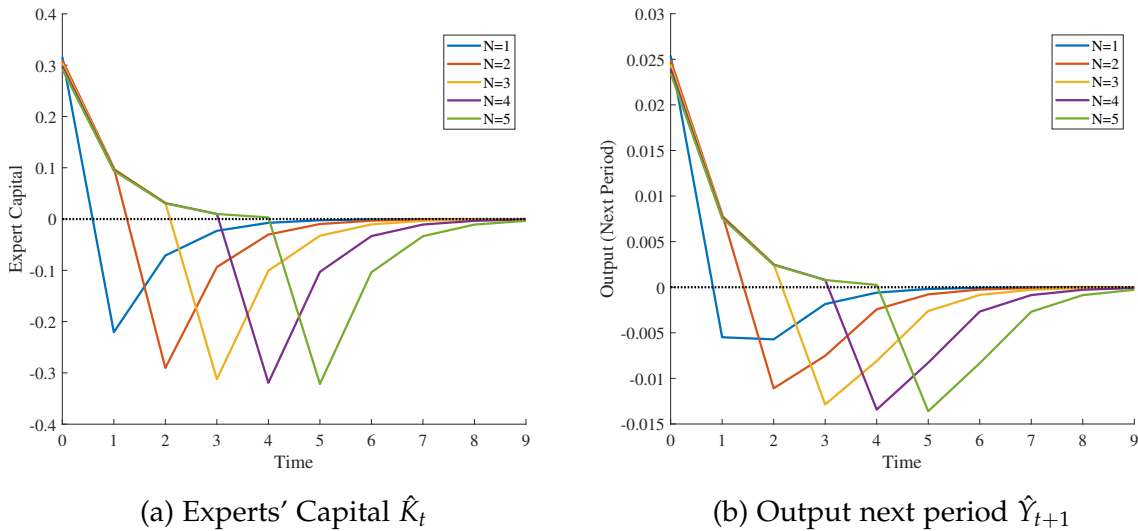 0.4
0.3
0.2
0.1
0
-0.1
-0.2
-0.3
-0.4
Expert Capital
0 1 2 3 4 5 6 7 8 9
Time
N=1
N=2
N=3
N=4
N=5
(a) Experts' Capital K̂t
0.03
0.025
0.02
0.015
0.01
0.005
0
-0.005
-0.01
-0.015
Output (Next Period)
0 1 2 3 4 5 6 7 8 9
Time
N=1
N=2
N=3
N=4
N=5
(b) Output next period Ŷt+1